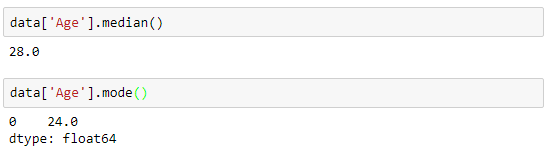 data['Age'].median()
28.0
data['Age'].mode()
0    24.0
dtype: float64